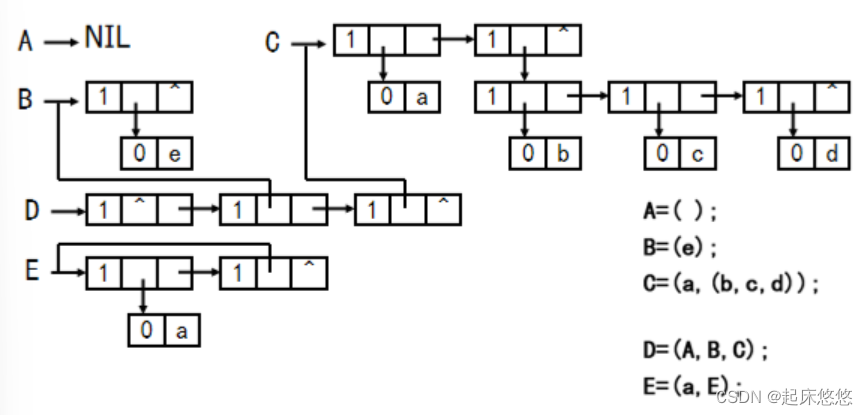 A NIL
C 1 1 ^
B 1 ^
0 a
1 1 1 ^
0 e
0 b 0 c 0 d
D 1 ^ 1 1 ^
E 1 1 ^
0 a
A=( );
B=(e);
C=(a,(b,c,d));
D=(A,B,C);
E=(a,E);
CSDN @起床悠悠